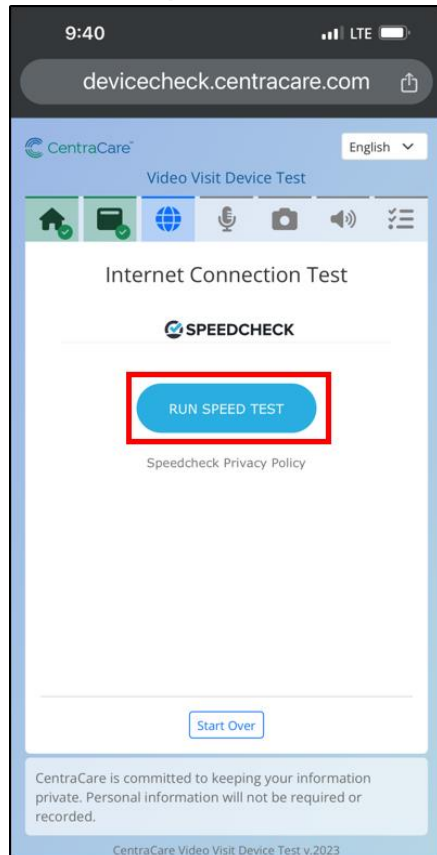 9:40 LTE
devicecheck.centracare.com
CentraCare™ English
Video Visit Device Test
Internet Connection Test
SPEEDCHECK
RUN SPEED TEST
Speedcheck Privacy Policy
Start Over
CentraCare is committed to keeping your information
private. Personal information will not be required or
recorded.
CentraCare Video Visit Device Test v.2023